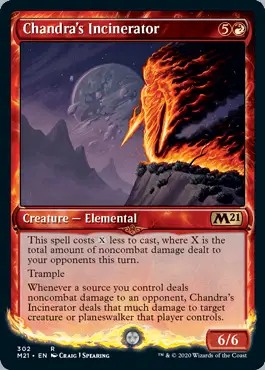 Chandra's Incinerator 5
Creature — Elemental M21
This spell costs X less to cast, where X is the
total amount of noncombat damage dealt to
your opponents this turn.
Trample
Whenever a source you control deals
noncombat damage to an opponent, Chandra's
Incinerator deals that much damage to target
creature or planeswalker that player controls.
6/6
302 R
M21 • EN Craig J Spearing ™ & © 2020 Wizards of the Coast